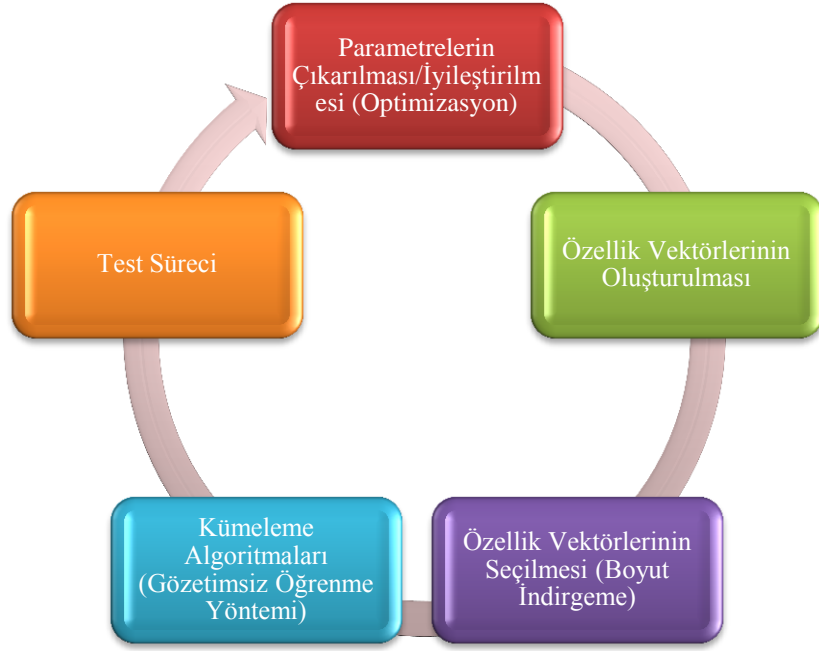 Parametrelerin
Çıkarılması/İyileştirilm
esi (Optimizasyon)
Özellik Vektörlerinin
Oluşturulması
Özellik Vektörlerinin
Seçilmesi (Boyut
İndirgeme)
Kümeleme
Algoritmaları
(Gözetimsiz Öğrenme
Yöntemi)
Test Süreci